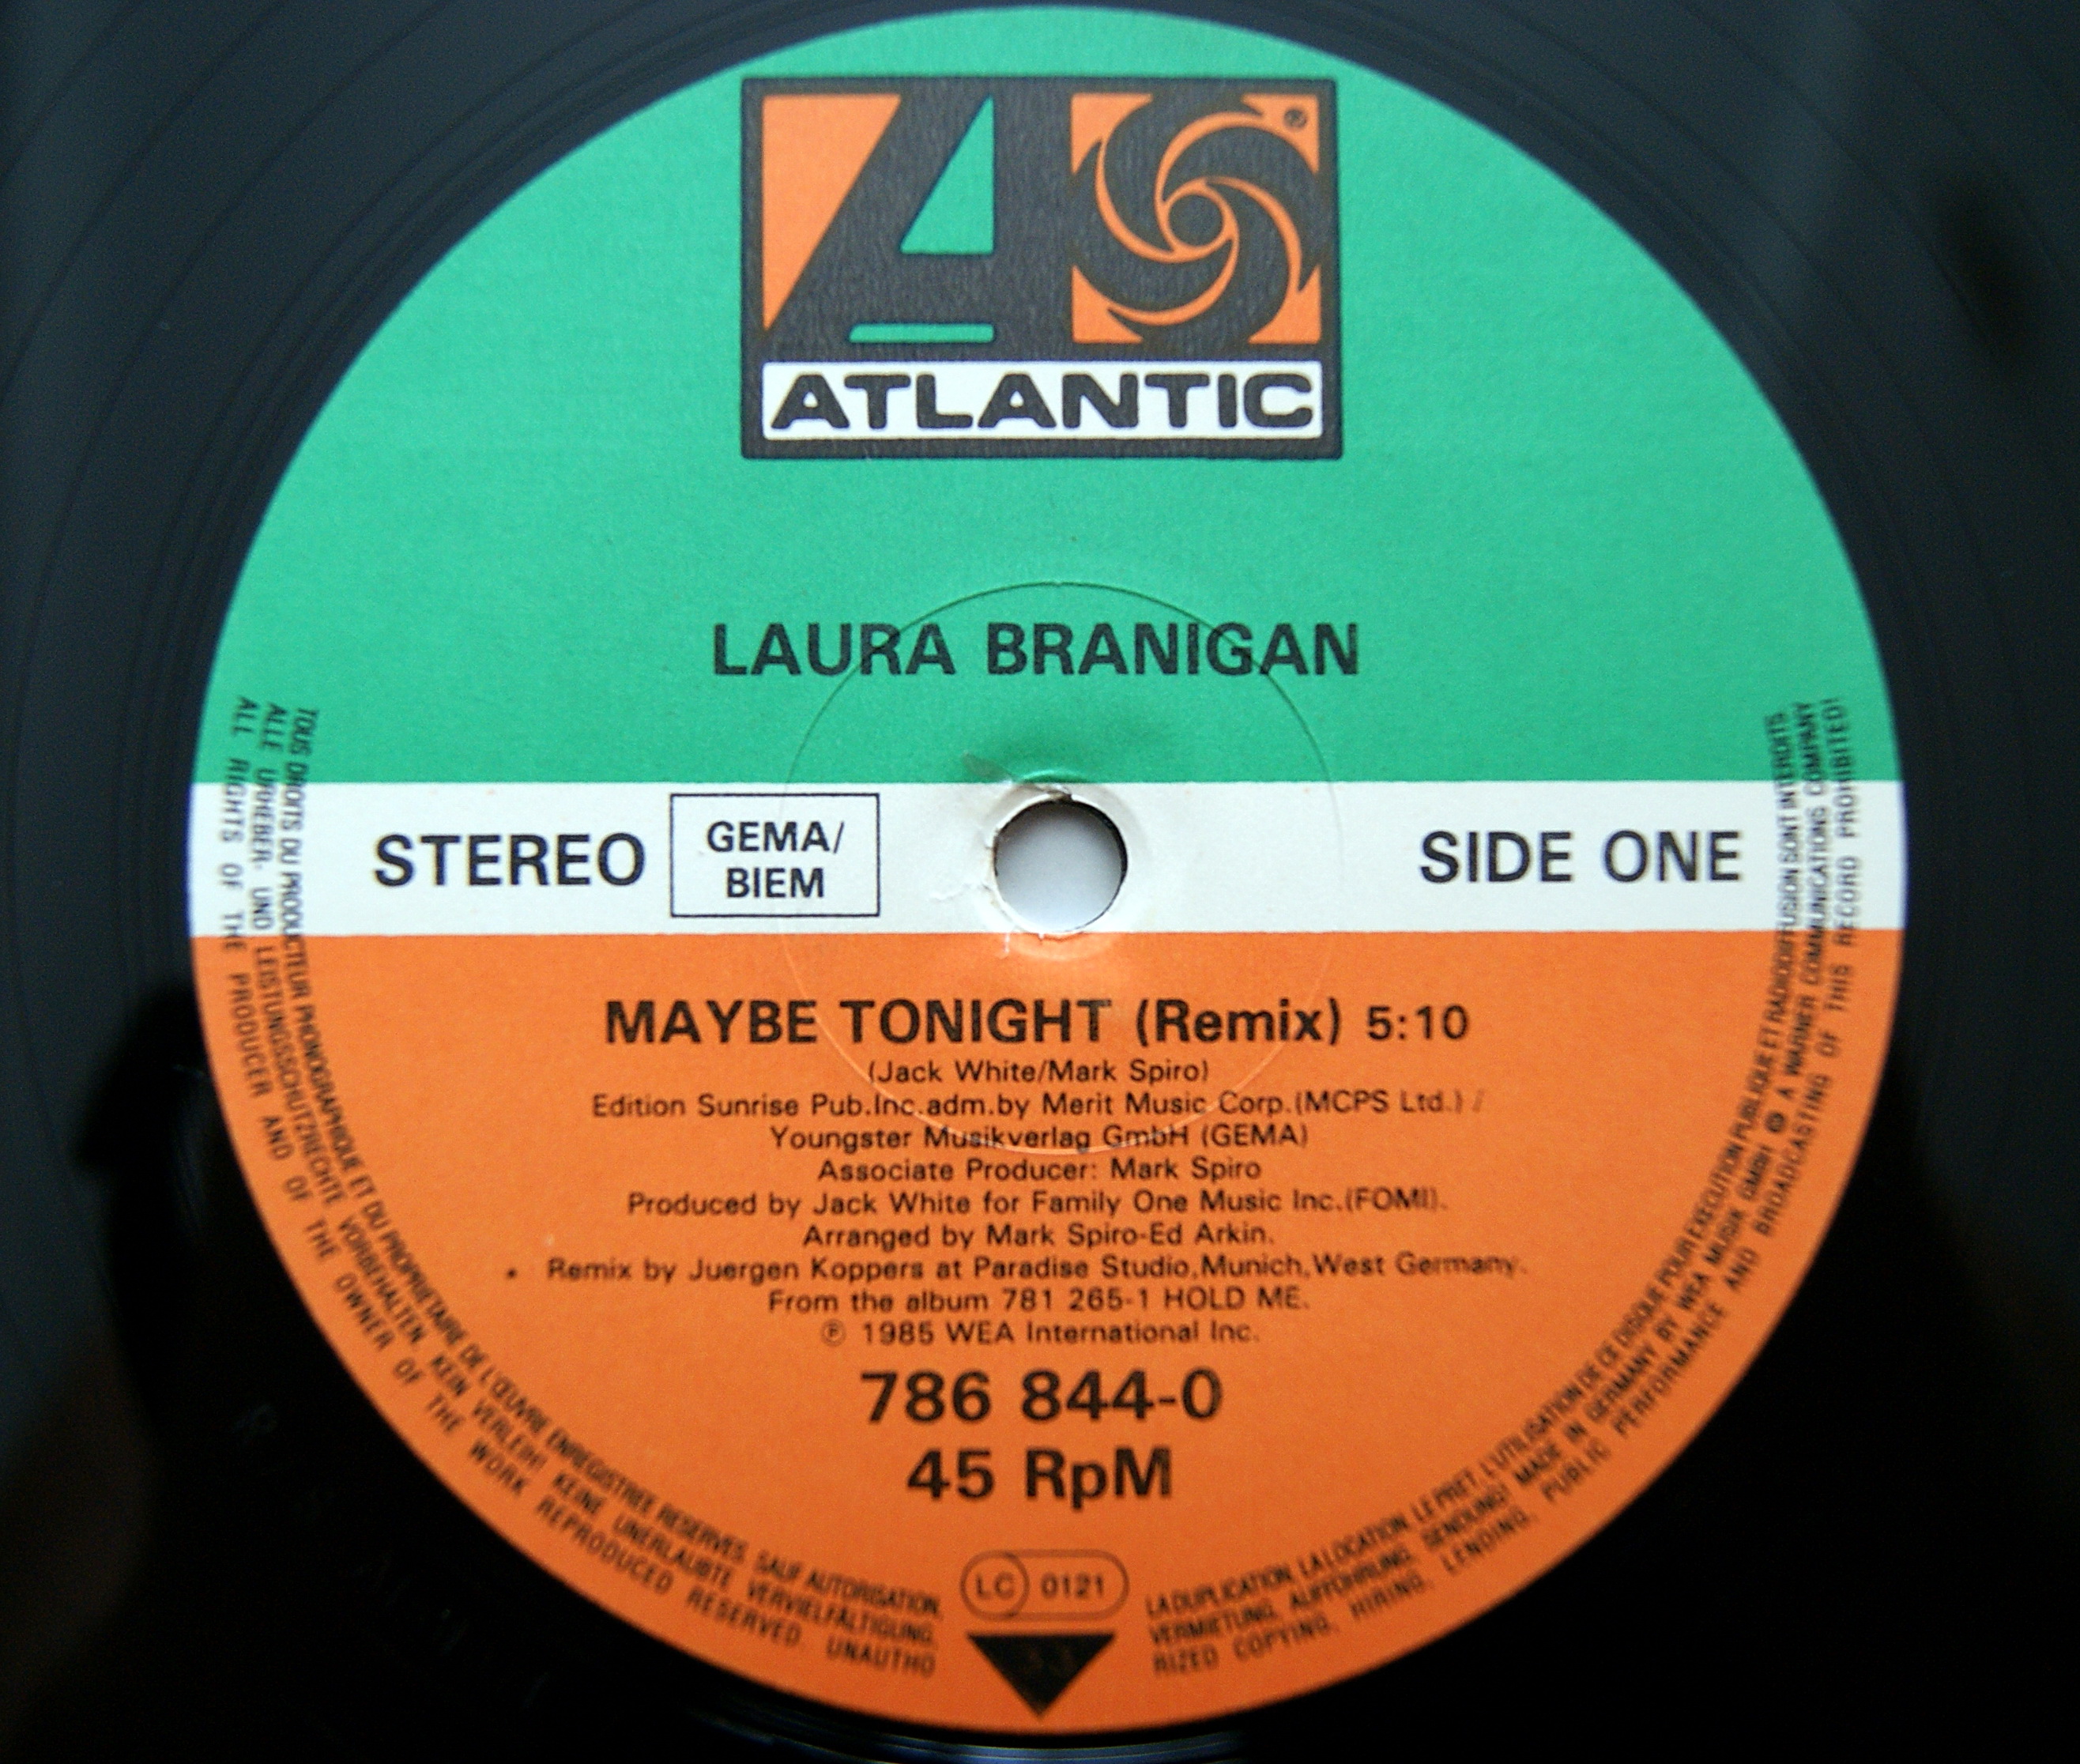 ®
ATLANTIC
LAURA BRANIGAN
STEREO
GEMA/
BIEM
SIDE ONE
MAYBE TONIGHT (Remix) 5:10
(Jack White/Mark Spiro)
Edition Sunrise Pub.Inc.adm.by Merit Music Corp.(MCPS Ltd.) /
Youngster Musikverlag GmbH (GEMA)
Associate Producer: Mark Spiro
Produced by Jack White for Family One Music Inc.(FOMI).
Arranged by Mark Spiro-Ed Arkin.
Remix by Juergen Koppers at Paradise Studio,Munich,West Germany.
From the album 781 265-1 HOLD ME.
℗ 1985 WEA International Inc.
786 844-0
45 RpM
LC 0121
33
TOUS DROITS DU PRODUCTEUR PHONOGRAPHIQUE ET DU PROPRIETAIRE DE L'ŒUVRE ENREGISTREE RESERVES. SAUF AUTORISATION, LA DUPLICATION, LA LOCATION, LE PRET, L'UTILISATION DE CE DISQUE POUR EXECUTION PUBLIQUE ET RADIODIFFUSION SONT INTERDITS
ALLE URHEBER- UND LEISTUNGSSCHUTZRECHTE VORBEHALTEN. KEIN VERLEIH! KEINE UNERLAUBTE VERVIELFÄLTIGUNG, VERMIETUNG, AUFFÜHRUNG, SENDUNG! MADE IN GERMANY BY WEA MUSIK GMBH A WARNER COMMUNICATIONS COMPANY
ALL RIGHTS OF THE PRODUCER AND OF THE OWNER OF THE WORK REPRODUCED RESERVED. UNAUTHORIZED COPYING, HIRING, LENDING, PUBLIC PERFORMANCE AND BROADCASTING OF THIS RECORD PROHIBITED!